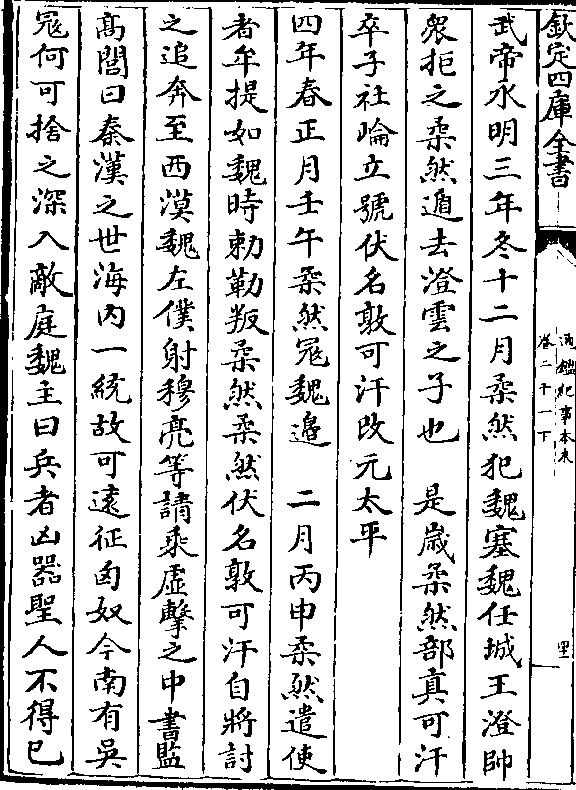 欽定四庫全書
通鑑紀事本末
卷二十一下
武帝永明三年冬十二月柔然犯魏塞魏任城王澄帥
衆拒之柔然遁去澄雲之子也 是歲柔然部真可汗
卒子社崘立號伏名敦可汗改元太平
四年春正月壬午柔然冦魏邉 二月丙申柔然遣使
者牟提如魏時勅勒叛柔然柔然伏名敦可汗自將討
之追奔至西漠魏左僕射穆亮等請乘虛擊之中書監
髙閭曰秦漢之世海内一統故可遠征匈奴今南有吳
冦何可捨之深入敵庭魏主曰兵者凶器聖人不得已